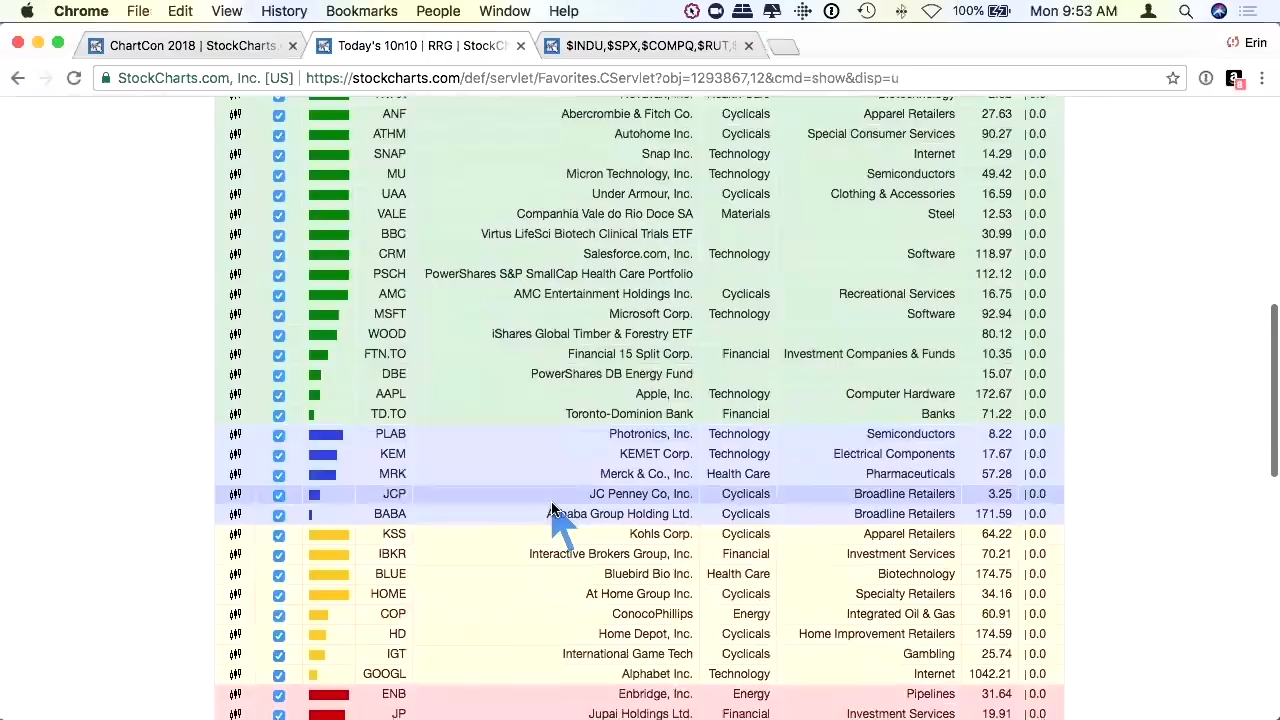 Chrome File Edit View History Bookmarks People Window Help 100% Mon 9:53 AM
ChartCon 2018 | StockCharts. × Today's 10n10 | RRG | StockCh × $INDU,$SPX,$COMPQ,$RUT,$ × Erin
StockCharts.com, Inc. [US] | https://stockcharts.com/def/servlet/Favorites.CServlet?obj=1293867,12&cmd=show&disp=u
ANF Abercrombie & Fitch Co. Cyclicals Apparel Retailers 27.63 | 0.0
ATHM Autohome Inc. Cyclicals Special Consumer Services 90.27 | 0.0
SNAP Snap Inc. Technology Internet 14.29 | 0.0
MU Micron Technology, Inc. Technology Semiconductors 49.42 | 0.0
UAA Under Armour, Inc. Cyclicals Clothing & Accessories 16.59 | 0.0
VALE Companhia Vale do Rio Doce SA Materials Steel 12.53 | 0.0
BBC Virtus LifeSci Biotech Clinical Trials ETF 30.99 | 0.0
CRM Salesforce.com, Inc. Technology Software 118.97 | 0.0
PSCH PowerShares S&P SmallCap Health Care Portfolio 112.12 | 0.0
AMC AMC Entertainment Holdings Inc. Cyclicals Recreational Services 16.75 | 0.0
MSFT Microsoft Corp. Technology Software 92.94 | 0.0
WOOD iShares Global Timber & Forestry ETF 80.12 | 0.0
FTN.TO Financial 15 Split Corp. Financial Investment Companies & Funds 10.35 | 0.0
DBE PowerShares DB Energy Fund 15.07 | 0.0
AAPL Apple, Inc. Technology Computer Hardware 172.67 | 0.0
TD.TO Toronto-Dominion Bank Financial Banks 71.22 | 0.0
PLAB Photronics, Inc. Technology Semiconductors 8.22 | 0.0
KEM KEMET Corp. Technology Electrical Components 17.67 | 0.0
MRK Merck & Co., Inc. Health Care Pharmaceuticals 57.28 | 0.0
JCP JC Penney Co, Inc. Cyclicals Broadline Retailers 3.25 | 0.0
BABA Group Holding Ltd. Cyclicals Broadline Retailers 171.59 | 0.0
KSS Kohls Corp. Cyclicals Apparel Retailers 64.22 | 0.0
IBKR Interactive Brokers Group, Inc. Financial Investment Services 70.21 | 0.0
BLUE Bluebird Bio Inc. Health Care Biotechnology 174.75 | 0.0
HOME At Home Group Inc. Cyclicals Specialty Retailers 34.16 | 0.0
COP ConocoPhillips Energy Integrated Oil & Gas 60.91 | 0.0
HD Home Depot, Inc. Cyclicals Home Improvement Retailers 174.59 | 0.0
IGT International Game Tech Cyclicals Gambling 25.74 | 0.0
GOOGL Alphabet Inc. Technology Internet 1042.21 | 0.0
ENB Enbridge, Inc. Energy Pipelines 31.64 | 0.0
JP Jupai Holdings Ltd. Financial Investment Services 19.91 | 0.0